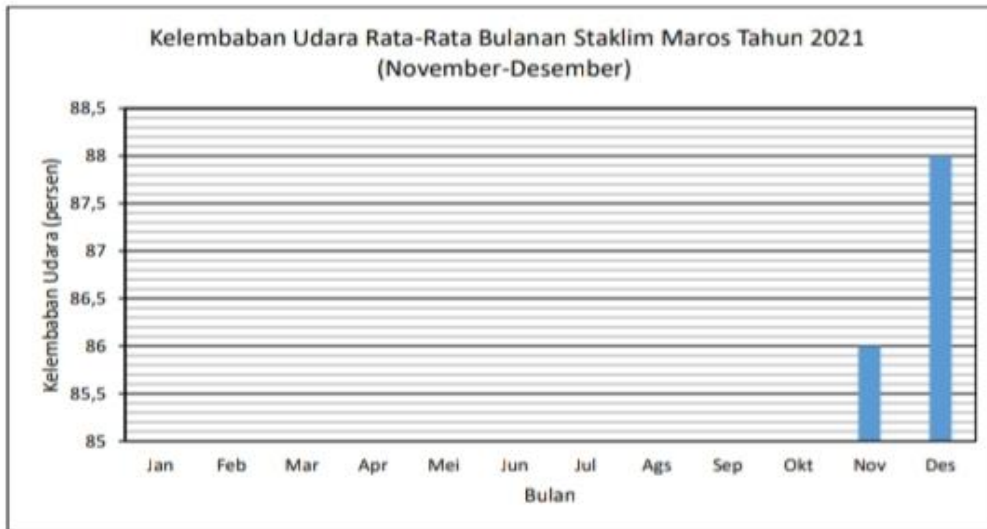 Kelembaban Udara Rata-Rata Bulanan Staklim Maros Tahun 2021
(November-Desember)
Kelembaban Udara (persen)
88,5
88
87,5
87
86,5
86
85,5
85
Jan Feb Mar Apr Mei Jun Jul Ags Sep Okt Nov Des
Bulan